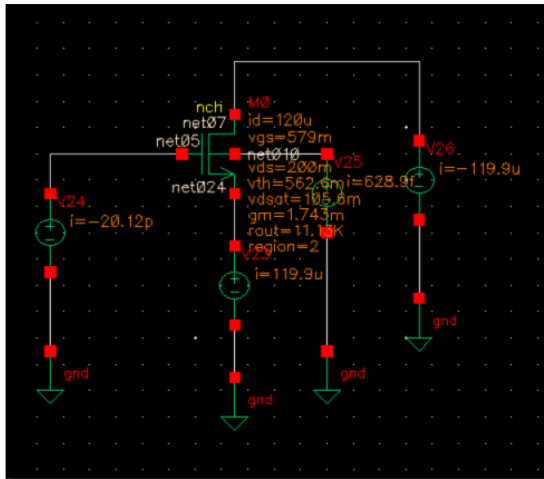 nch
M0
net07
id=120u
net05
vgs=579m
net010
V25
vds=200m
V26
net024
vth=562.6m
i=628.9f
i=-119.9u
V24
vdsat=105.6m
i=-20.12p
gm=1.743m
rout=11.13K
region=2
V23
i=119.9u
gnd
gnd
gnd
gnd